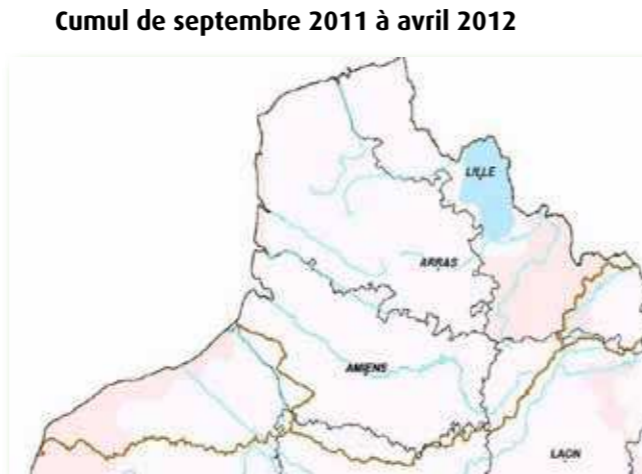 Cumul de septembre 2011 à avril 2012
LILLE
ARRAS
AMIENS
LAON